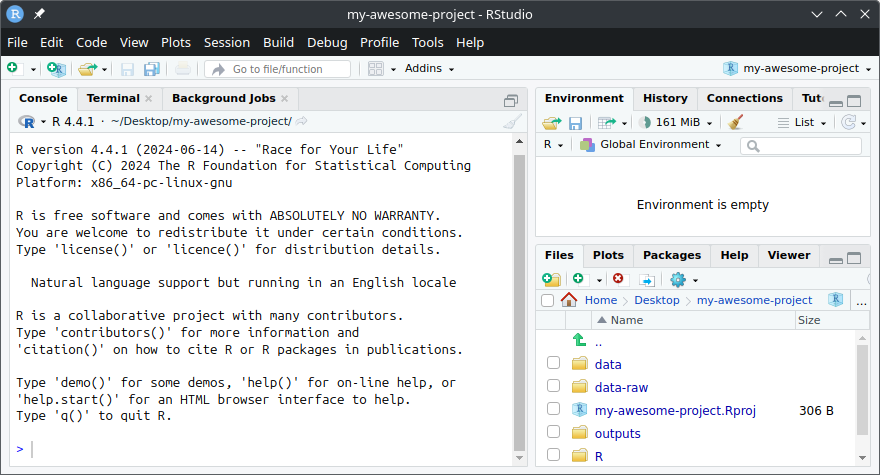 my-awesome-project - RStudio
File Edit Code View Plots Session Build Debug Profile Tools Help
Go to file/function Addins my-awesome-project
Console Terminal Background Jobs
R 4.4.1 · ~/Desktop/my-awesome-project/
R version 4.4.1 (2024-06-14) -- "Race for Your Life"
Copyright (C) 2024 The R Foundation for Statistical Computing
Platform: x86_64-pc-linux-gnu
R is free software and comes with ABSOLUTELY NO WARRANTY.
You are welcome to redistribute it under certain conditions.
Type 'license()' or 'licence()' for distribution details.
Natural language support but running in an English locale
R is a collaborative project with many contributors.
Type 'contributors()' for more information and
'citation()' on how to cite R or R packages in publications.
Type 'demo()' for some demos, 'help()' for on-line help, or
'help.start()' for an HTML browser interface to help.
Type 'q()' to quit R.
>
Environment History Connections Tut
161 MiB List
R Global Environment
Environment is empty
Files Plots Packages Help Viewer
Home Desktop my-awesome-project ...
Name Size
..
data
data-raw
my-awesome-project.Rproj 306 B
outputs
R